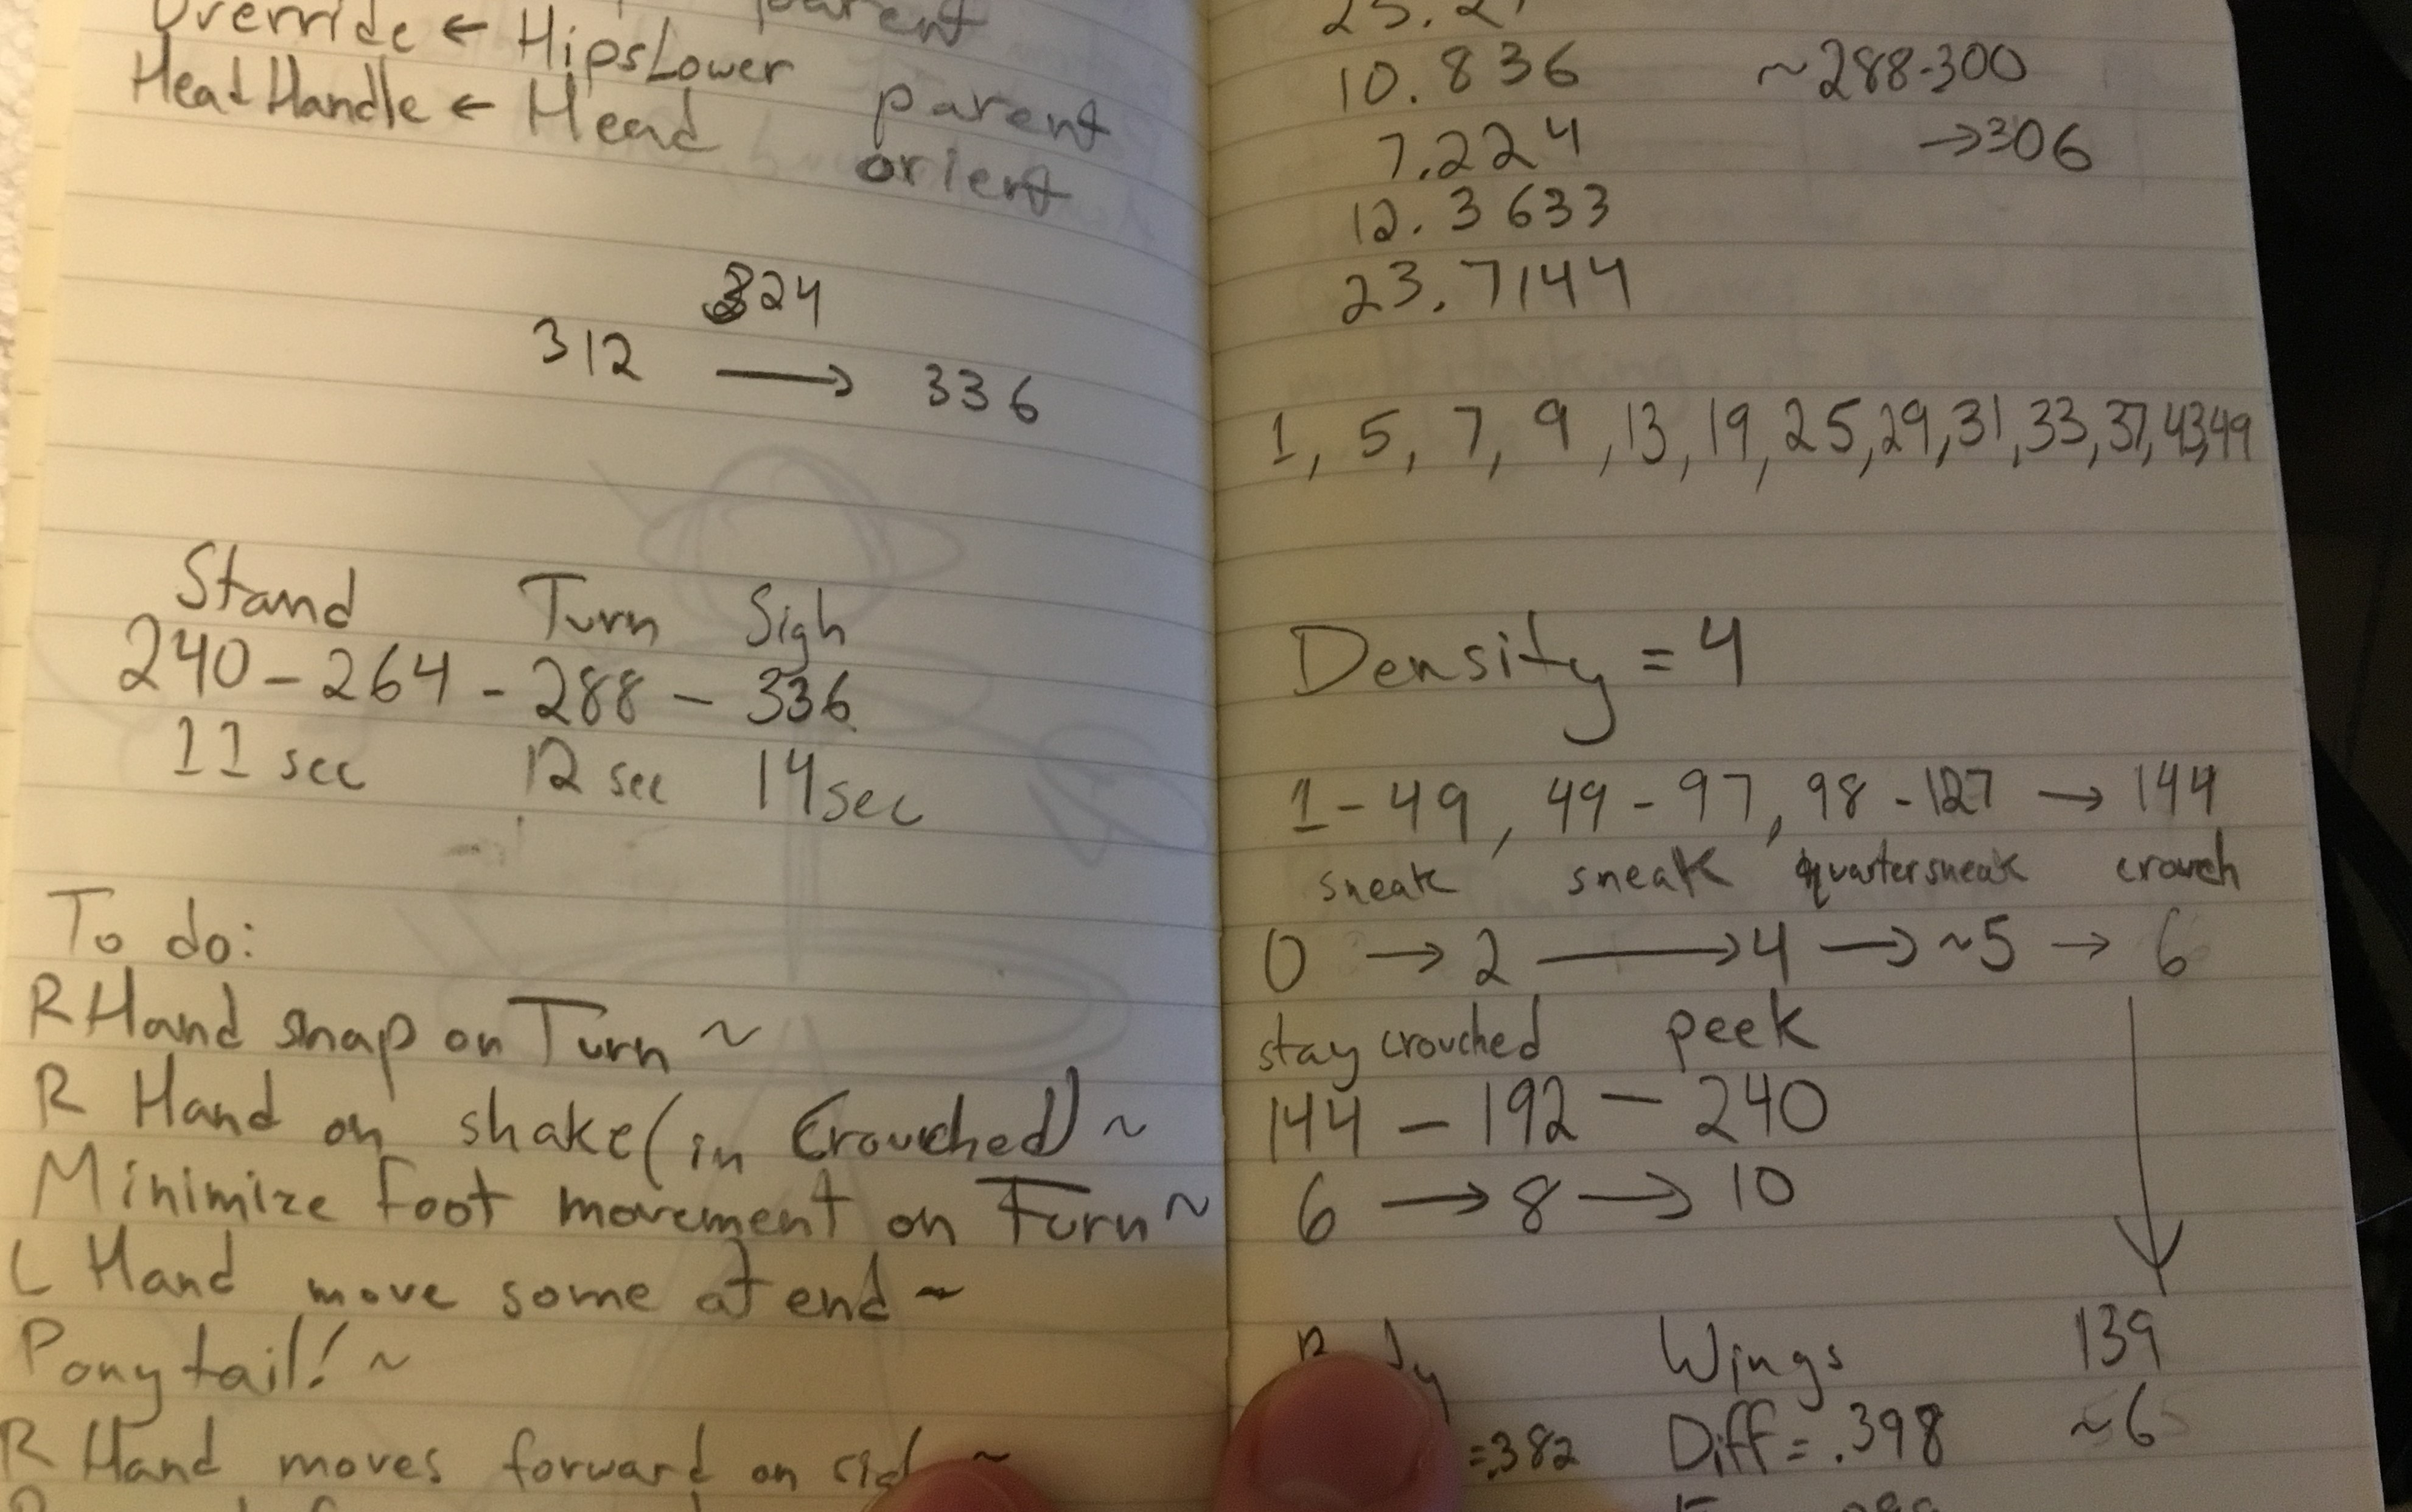 parent
Override ← HipsLower
HeadHandle ← Head parent
orient
324
312 → 336
Stand Turn Sigh
240 - 264 - 288 - 336
11 sec 12 sec 14 sec
To do:
R Hand snap on Turn ~
R Hand on shake (in Crouched) ~
Minimize Foot movement on Turn ~
L Hand move some at end ~
Ponytail! ~
R Hand moves forward on ~
10.836 ~288-300
7.224 → 306
12.3633
23.7144
1, 5, 7, 9, 13, 19, 25, 29, 31, 33, 37, 43, 49
Density = 4
1 - 49, 49 - 97, 98 - 127 → 144
sneak sneak quartersneak crouch
0 → 2 → 4 → ~5 → 6
stay crouched peek
144 - 192 - 240
6 → 8 → 10
Wings 139
=.382 Diff = .398 ~6